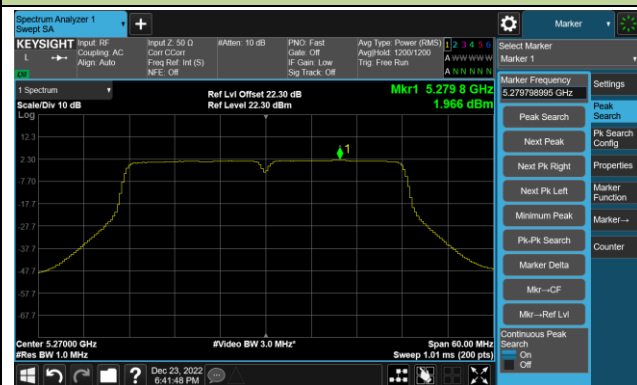 Spectrum Analyzer 1
Swept SA
Marker
KEYSIGHT
Input: RF
Coupling: AC
Align: Auto
Input Z: 50 Ω
Corr CCorr
Freq Ref: Int (S)
NFE: Off
#Atten: 10 dB
PNO: Fast
Gate: Off
IF Gain: Low
Sig Track: Off
Avg Type: Power (RMS)
Avg|Hold: 1200/1200
Trig: Free Run
1 2 3 4 5 6
A W W W W W
A N N N N N
L
LXI
Select Marker
Marker 1
1 Spectrum
Scale/Div 10 dB
Ref Lvl Offset 22.30 dB
Ref Level 22.30 dBm
Mkr1 5.279 8 GHz
1.966 dBm
Log
12.3
2.30
-7.70
-17.7
-27.7
-37.7
-47.7
-57.7
-67.7
1
Center 5.27000 GHz
#Res BW 1.0 MHz
#Video BW 3.0 MHz*
Span 60.00 MHz
Sweep 1.01 ms (200 pts)
Marker Frequency
5.279798995 GHz
Peak Search
Next Peak
Next Pk Right
Next Pk Left
Minimum Peak
Pk-Pk Search
Marker Delta
Mkr→CF
Mkr→Ref Lvl
Continuous Peak
Search
On
Off
Settings
Peak
Search
Pk Search
Config
Properties
Marker
Function
Marker→
Counter
Dec 23, 2022
6:41:48 PM